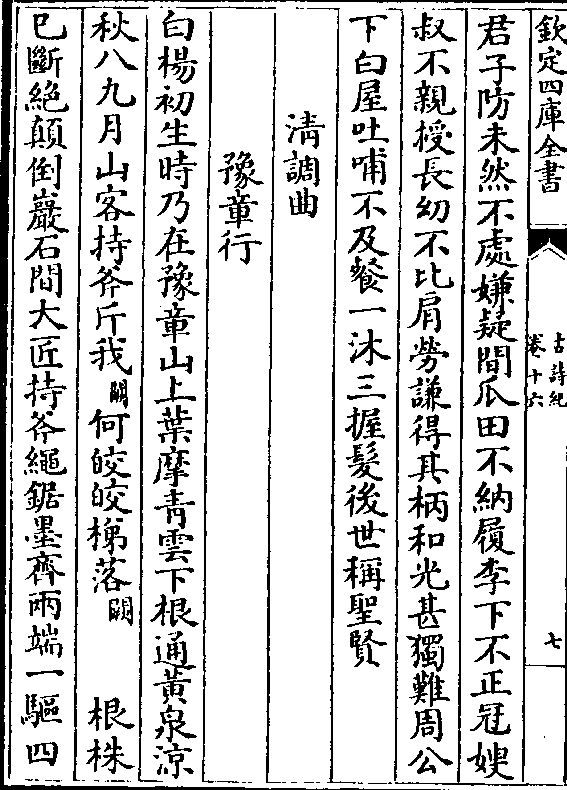 欽定四庫全書
古詩紀
卷十六
七
君子防未然不處嫌疑間瓜田不納履李下不正冠嫂
叔不親授長幼不比肩勞謙得其柄和光甚獨難周公
下白屋吐哺不及餐一沐三握髮後世稱聖賢
清調曲
豫章行
白楊初生時乃在豫章山上葉摩青雲下根通黃泉涼
秋八九月山客持斧斤我闕何皎皎梯落闕 根株
巳斷絶顛倒巖石間大匠持斧繩鋸墨齊兩端一驅四